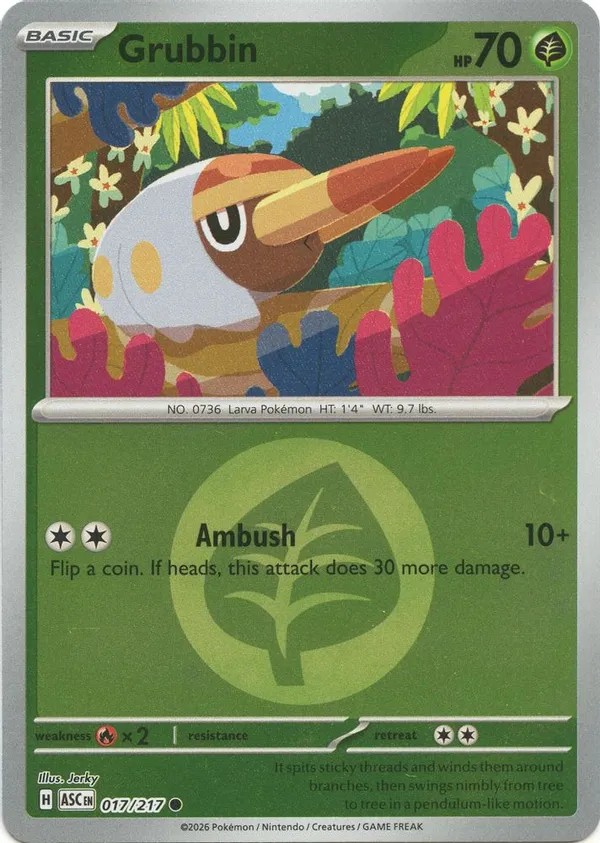 BASIC
Grubbin
HP 70
NO. 0736 Larva Pokémon HT: 1'4" WT: 9.7 lbs.
Ambush 10+
Flip a coin. If heads, this attack does 30 more damage.
weakness ×2 resistance retreat
It spits sticky threads and winds them around
branches, then swings nimbly from tree
to tree in a pendulum-like motion.
Illus. Jerky
H ASC EN 017/217
©2026 Pokémon / Nintendo / Creatures / GAME FREAK